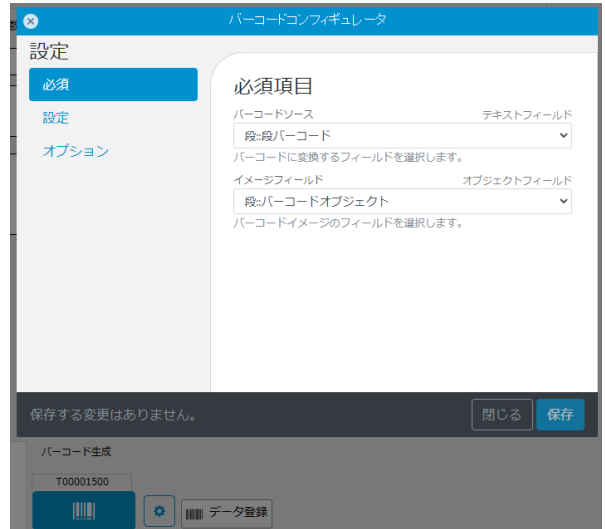 バーコードコンフィギュレータ
設定
必須
設定
オプション
必須項目
バーコードソース テキストフィールド
段::段バーコード
バーコードに変換するフィールドを選択します。
イメージフィールド オブジェクトフィールド
段::バーコードオブジェクト
バーコードイメージのフィールドを選択します。
保存する変更はありません。
閉じる 保存
バーコード生成
T00001500
データ登録